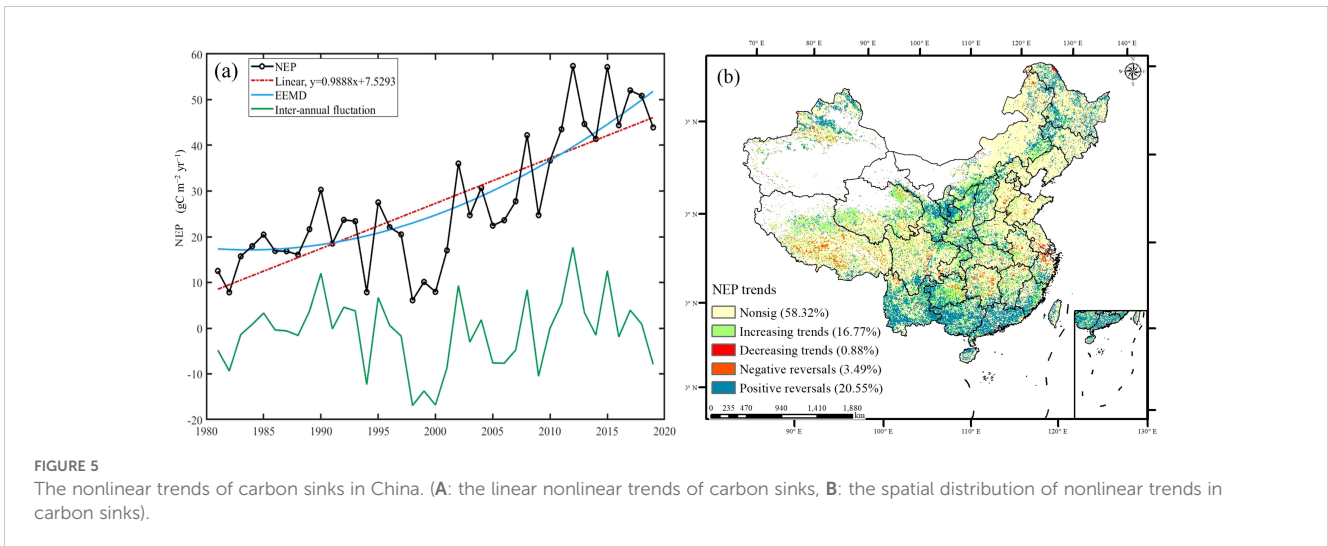 60
50
40
30
20
10
0
-10
-20
NEP (gC m⁻² yr⁻¹)
(a)
NEP
Linear, y=0.9888x+7.5293
EEMD
Inter-annual fluctation
1980 1985 1990 1995 2000 2005 2010 2015 2020
70° E 80° E 90° E 100° E 110° E 120° E 130° E 140° E
(b)
0° N
0° N
0° N
0° N
NEP trends
Nonsig (58.32%)
Increasing trends (16.77%)
Decreasing trends (0.88%)
Negative reversals (3.49%)
Positive reversals (20.55%)
0 235 470 940 1,410 1,880
km
90° E 100° E 110° E 120° E 130° E
FIGURE 5
The nonlinear trends of carbon sinks in China. (A: the linear nonlinear trends of carbon sinks, B: the spatial distribution of nonlinear trends in
carbon sinks).